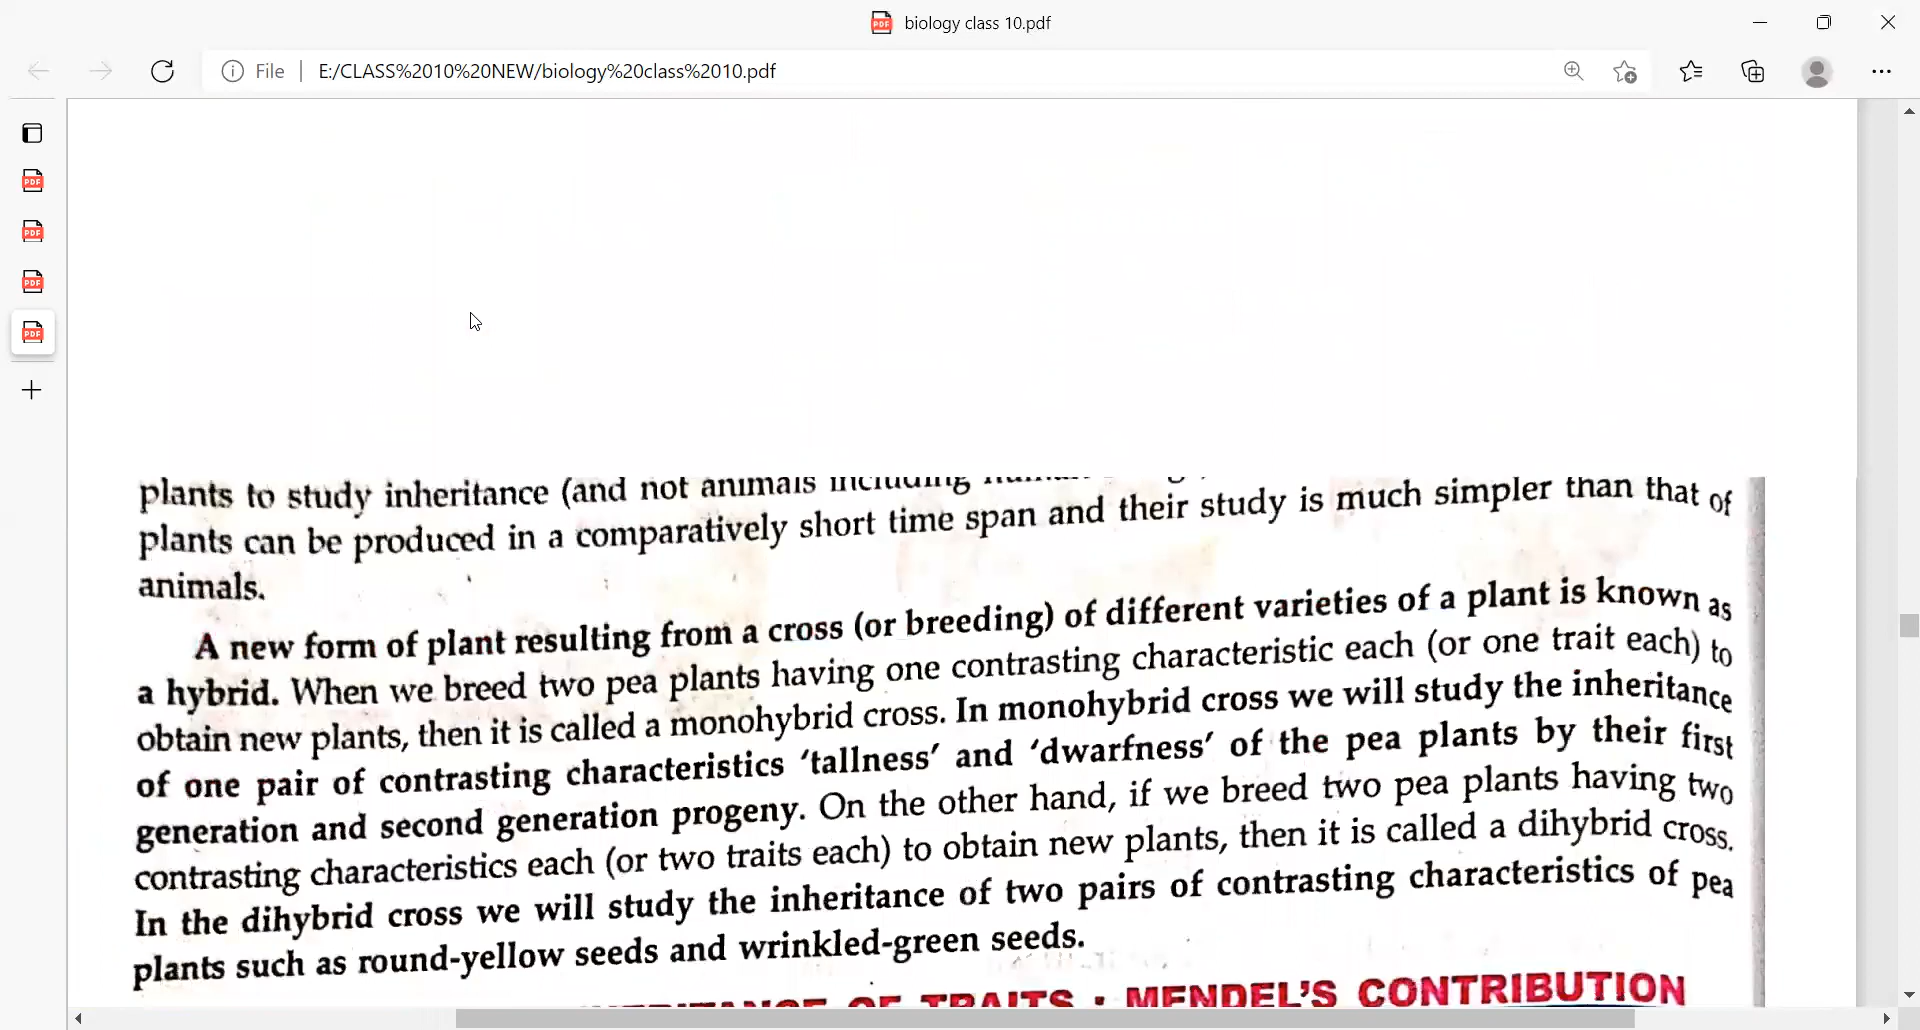 biology class 10.pdf
File | E:/CLASS%2010%20NEW/biology%20class%2010.pdf
PDF
PDF
PDF
PDF
plants to study inheritance (and not animals including
plants can be produced in a comparatively short time span and their study is much simpler than that of
animals.
A new form of plant resulting from a cross (or breeding) of different varieties of a plant is known as
a hybrid. When we breed two pea plants having one contrasting characteristic each (or one trait each) to
obtain new plants, then it is called a monohybrid cross. In monohybrid cross we will study the inheritance
of one pair of contrasting characteristics ‘tallness’ and ‘dwarfness’ of the pea plants by their first
generation and second generation progeny. On the other hand, if we breed two pea plants having two
contrasting characteristics each (or two traits each) to obtain new plants, then it is called a dihybrid cross.
In the dihybrid cross we will study the inheritance of two pairs of contrasting characteristics of pea
plants such as round-yellow seeds and wrinkled-green seeds.
OF TRAITS : MENDEL’S CONTRIBUTION